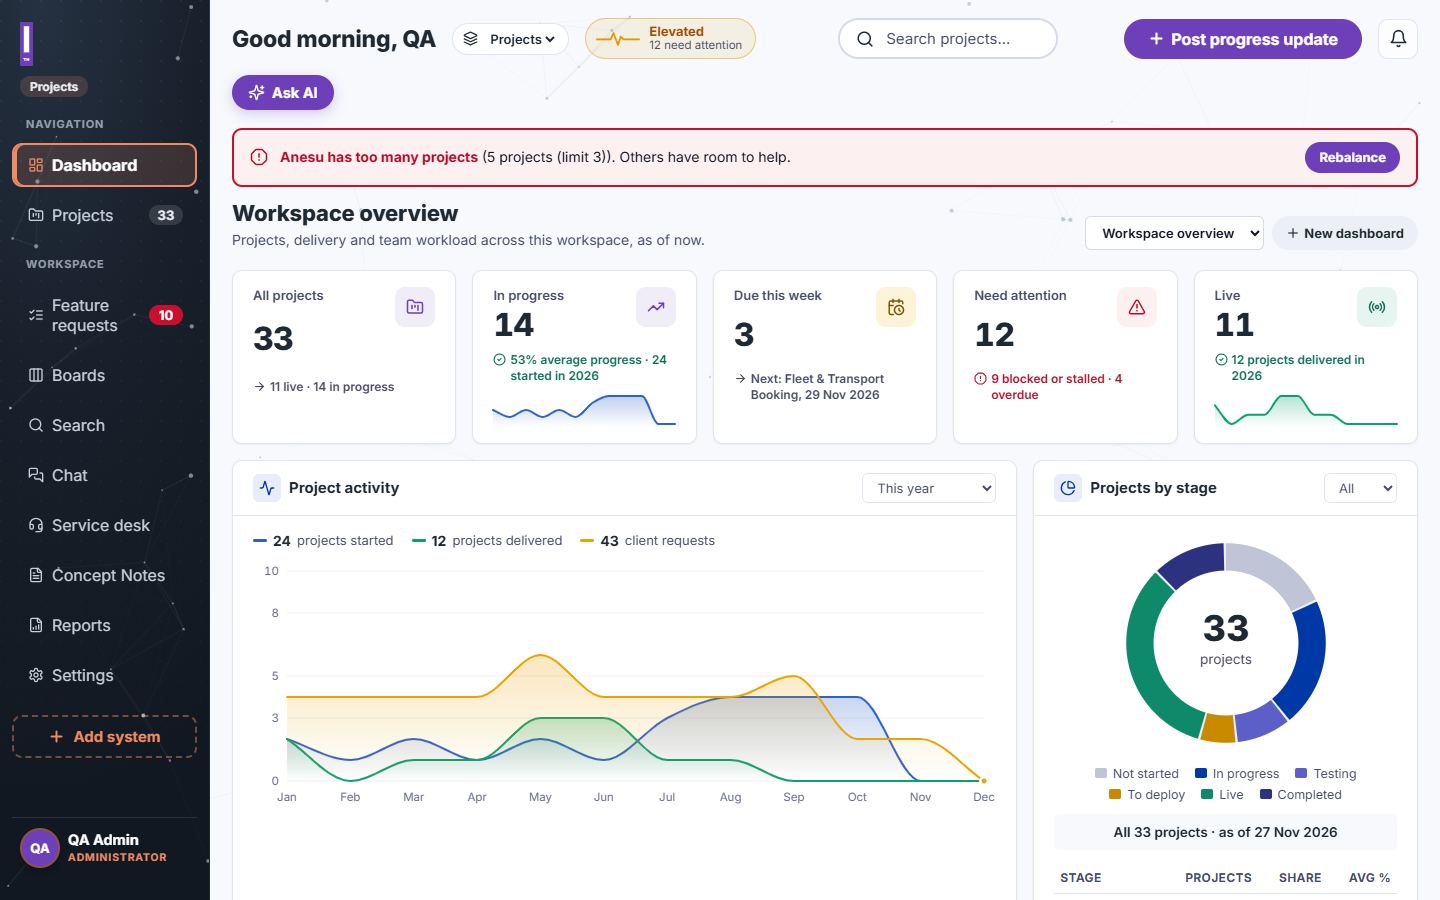 Good morning, QA
Projects
Elevated
12 need attention
Search projects...
Post progress update
Ask AI
Projects
NAVIGATION
Dashboard
Projects 33
WORKSPACE
Feature requests 10
Boards
Search
Chat
Service desk
Concept Notes
Reports
Settings
Add system
QA
QA Admin
ADMINISTRATOR
Anesu has too many projects (5 projects (limit 3)). Others have room to help.
Rebalance
Workspace overview
Projects, delivery and team workload across this workspace, as of now.
Workspace overview
New dashboard
All projects
33
11 live · 14 in progress
In progress
14
53% average progress · 24
started in 2026
Due this week
3
Next: Fleet & Transport
Booking, 29 Nov 2026
Need attention
12
9 blocked or stalled · 4
overdue
Live
11
12 projects delivered in
2026
Project activity
This year
24 projects started 12 projects delivered 43 client requests
10
8
5
3
0
Jan Feb Mar Apr May Jun Jul Aug Sep Oct Nov Dec
Projects by stage
All
33
projects
Not started In progress Testing
To deploy Live Completed
All 33 projects · as of 27 Nov 2026
STAGE PROJECTS SHARE AVG %